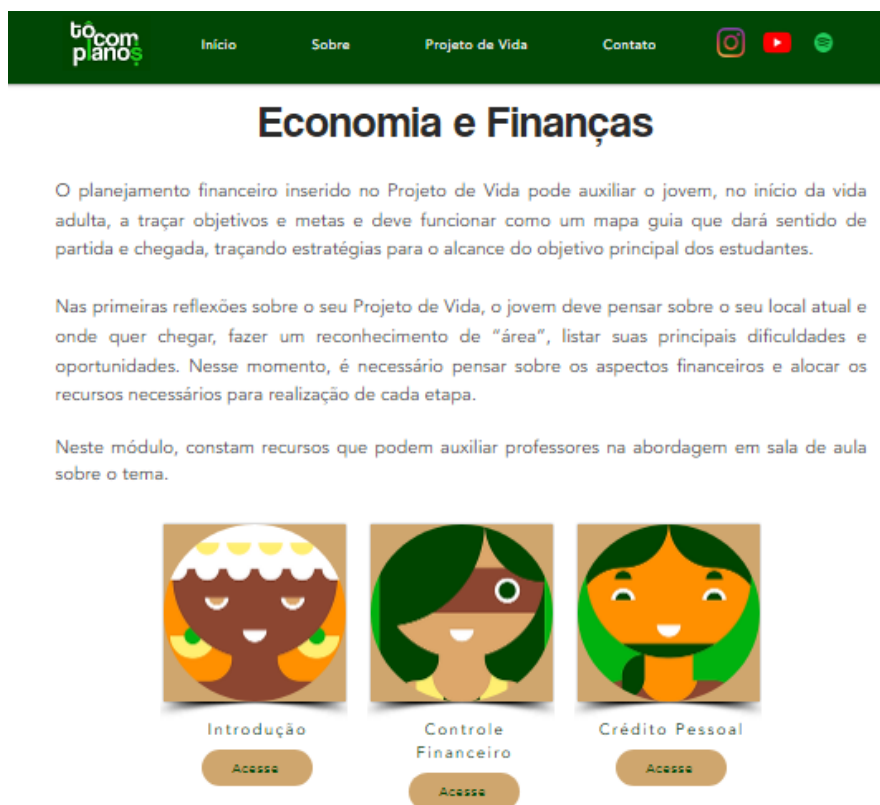 tô com planos
Início Sobre Projeto de Vida Contato
Economia e Finanças
O planejamento financeiro inserido no Projeto de Vida pode auxiliar o jovem, no início da vida
adulta, a traçar objetivos e metas e deve funcionar como um mapa guia que dará sentido de
partida e chegada, traçando estratégias para o alcance do objetivo principal dos estudantes.
Nas primeiras reflexões sobre o seu Projeto de Vida, o jovem deve pensar sobre o seu local atual e
onde quer chegar, fazer um reconhecimento de “área”, listar suas principais dificuldades e
oportunidades. Nesse momento, é necessário pensar sobre os aspectos financeiros e alocar os
recursos necessários para realização de cada etapa.
Neste módulo, constam recursos que podem auxiliar professores na abordagem em sala de aula
sobre o tema.
Introdução
Acesse
Controle
Financeiro
Acesse
Crédito Pessoal
Acesse